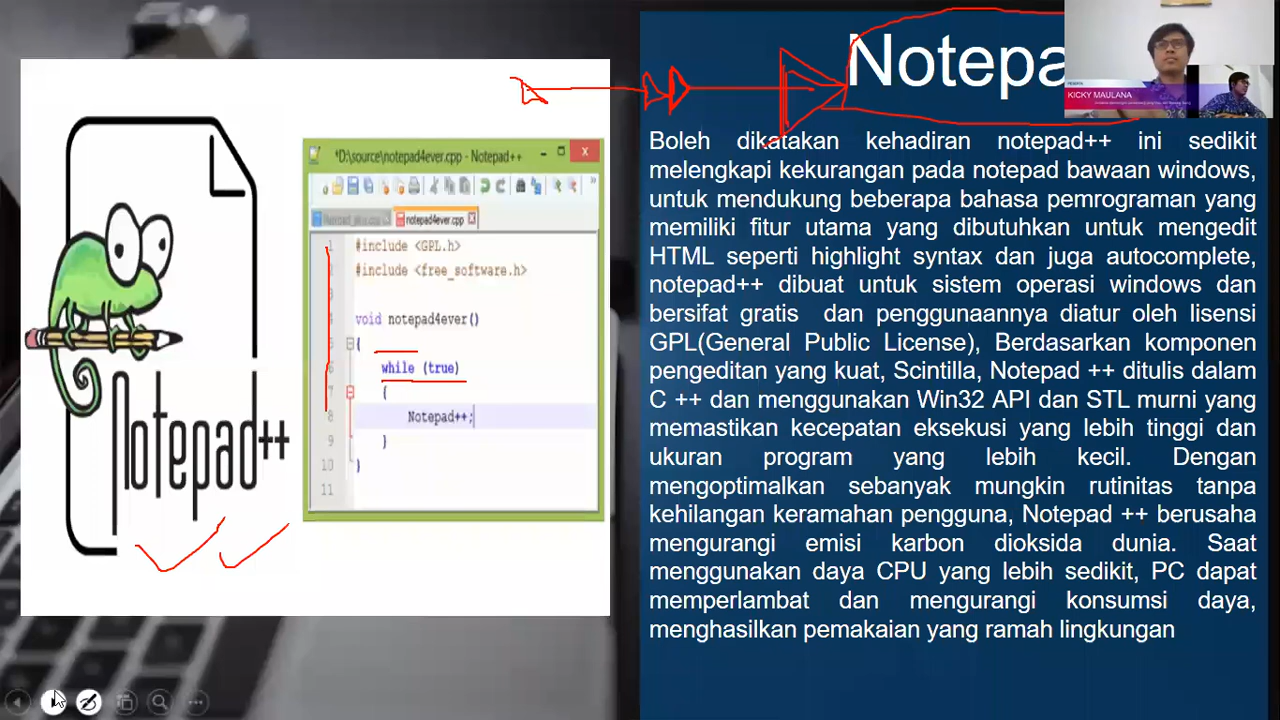 Notepad++
*D:\source\notepad4ever.cpp - Notepad++
notepad4ever.cpp
1 #include <GPL.h>
2 #include <free_software.h>
3
4 void notepad4ever()
5 {
6 while (true)
7 {
8 Notepad++;
9 }
10 }
11
Notepa
KICKY MAULANA
Boleh dikatakan kehadiran notepad++ ini sedikit
melengkapi kekurangan pada notepad bawaan windows,
untuk mendukung beberapa bahasa pemrograman yang
memiliki fitur utama yang dibutuhkan untuk mengedit
HTML seperti highlight syntax dan juga autocomplete,
notepad++ dibuat untuk sistem operasi windows dan
bersifat gratis dan penggunaannya diatur oleh lisensi
GPL(General Public License), Berdasarkan komponen
pengeditan yang kuat, Scintilla, Notepad ++ ditulis dalam
C ++ dan menggunakan Win32 API dan STL murni yang
memastikan kecepatan eksekusi yang lebih tinggi dan
ukuran program yang lebih kecil. Dengan
mengoptimalkan sebanyak mungkin rutinitas tanpa
kehilangan keramahan pengguna, Notepad ++ berusaha
mengurangi emisi karbon dioksida dunia. Saat
menggunakan daya CPU yang lebih sedikit, PC dapat
memperlambat dan mengurangi konsumsi daya,
menghasilkan pemakaian yang ramah lingkungan